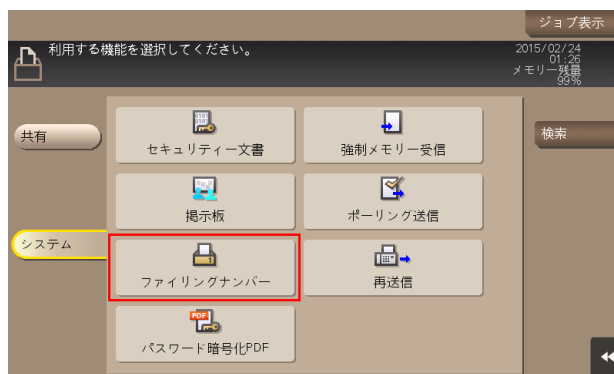 ジョブ表示
利用する機能を選択してください。
2015/02/24
01:26
メモリー残量
99%
共有
検索
セキュリティー文書
強制メモリー受信
掲示板
ポーリング送信
システム
ファイリングナンバー
再送信
PDF
パスワード暗号化PDF